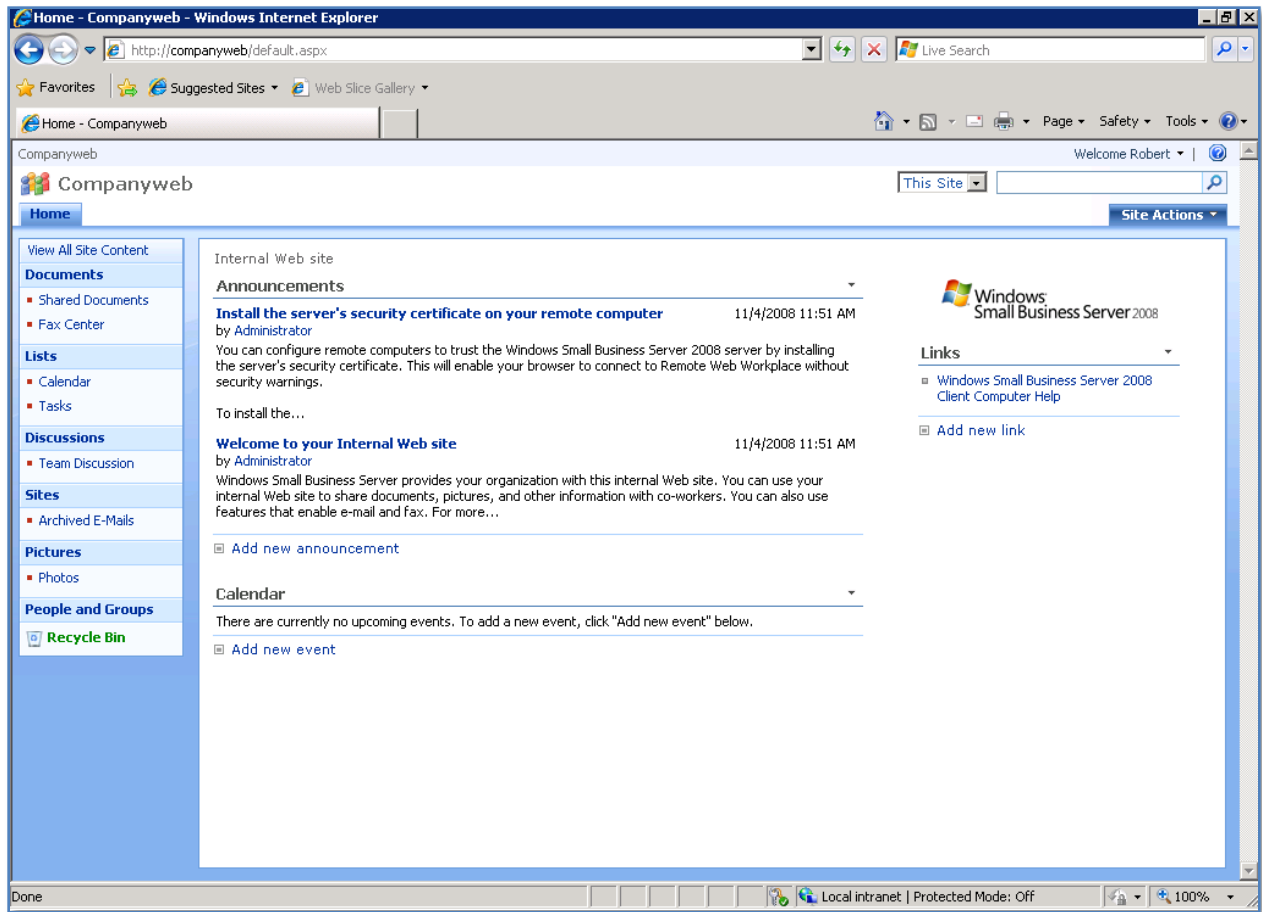 Home - Companyweb - Windows Internet Explorer
http://companyweb/default.aspx
Live Search
Favorites
Suggested Sites
Web Slice Gallery
Home - Companyweb
Page
Safety
Tools
Companyweb
Welcome Robert
Companyweb
This Site
Home
Site Actions
View All Site Content
Documents
Shared Documents
Fax Center
Lists
Calendar
Tasks
Discussions
Team Discussion
Sites
Archived E-Mails
Pictures
Photos
People and Groups
Recycle Bin
Internal Web site
Announcements
Install the server's security certificate on your remote computer 11/4/2008 11:51 AM
by Administrator
You can configure remote computers to trust the Windows Small Business Server 2008 server by installing
the server's security certificate. This will enable your browser to connect to Remote Web Workplace without
security warnings.
To install the...
Welcome to your Internal Web site 11/4/2008 11:51 AM
by Administrator
Windows Small Business Server provides your organization with this internal Web site. You can use your
internal Web site to share documents, pictures, and other information with co-workers. You can also use
features that enable e-mail and fax. For more...
Add new announcement
Calendar
There are currently no upcoming events. To add a new event, click "Add new event" below.
Add new event
Windows
Small Business Server 2008
Links
Windows Small Business Server 2008
Client Computer Help
Add new link
Done
Local intranet | Protected Mode: Off
100%